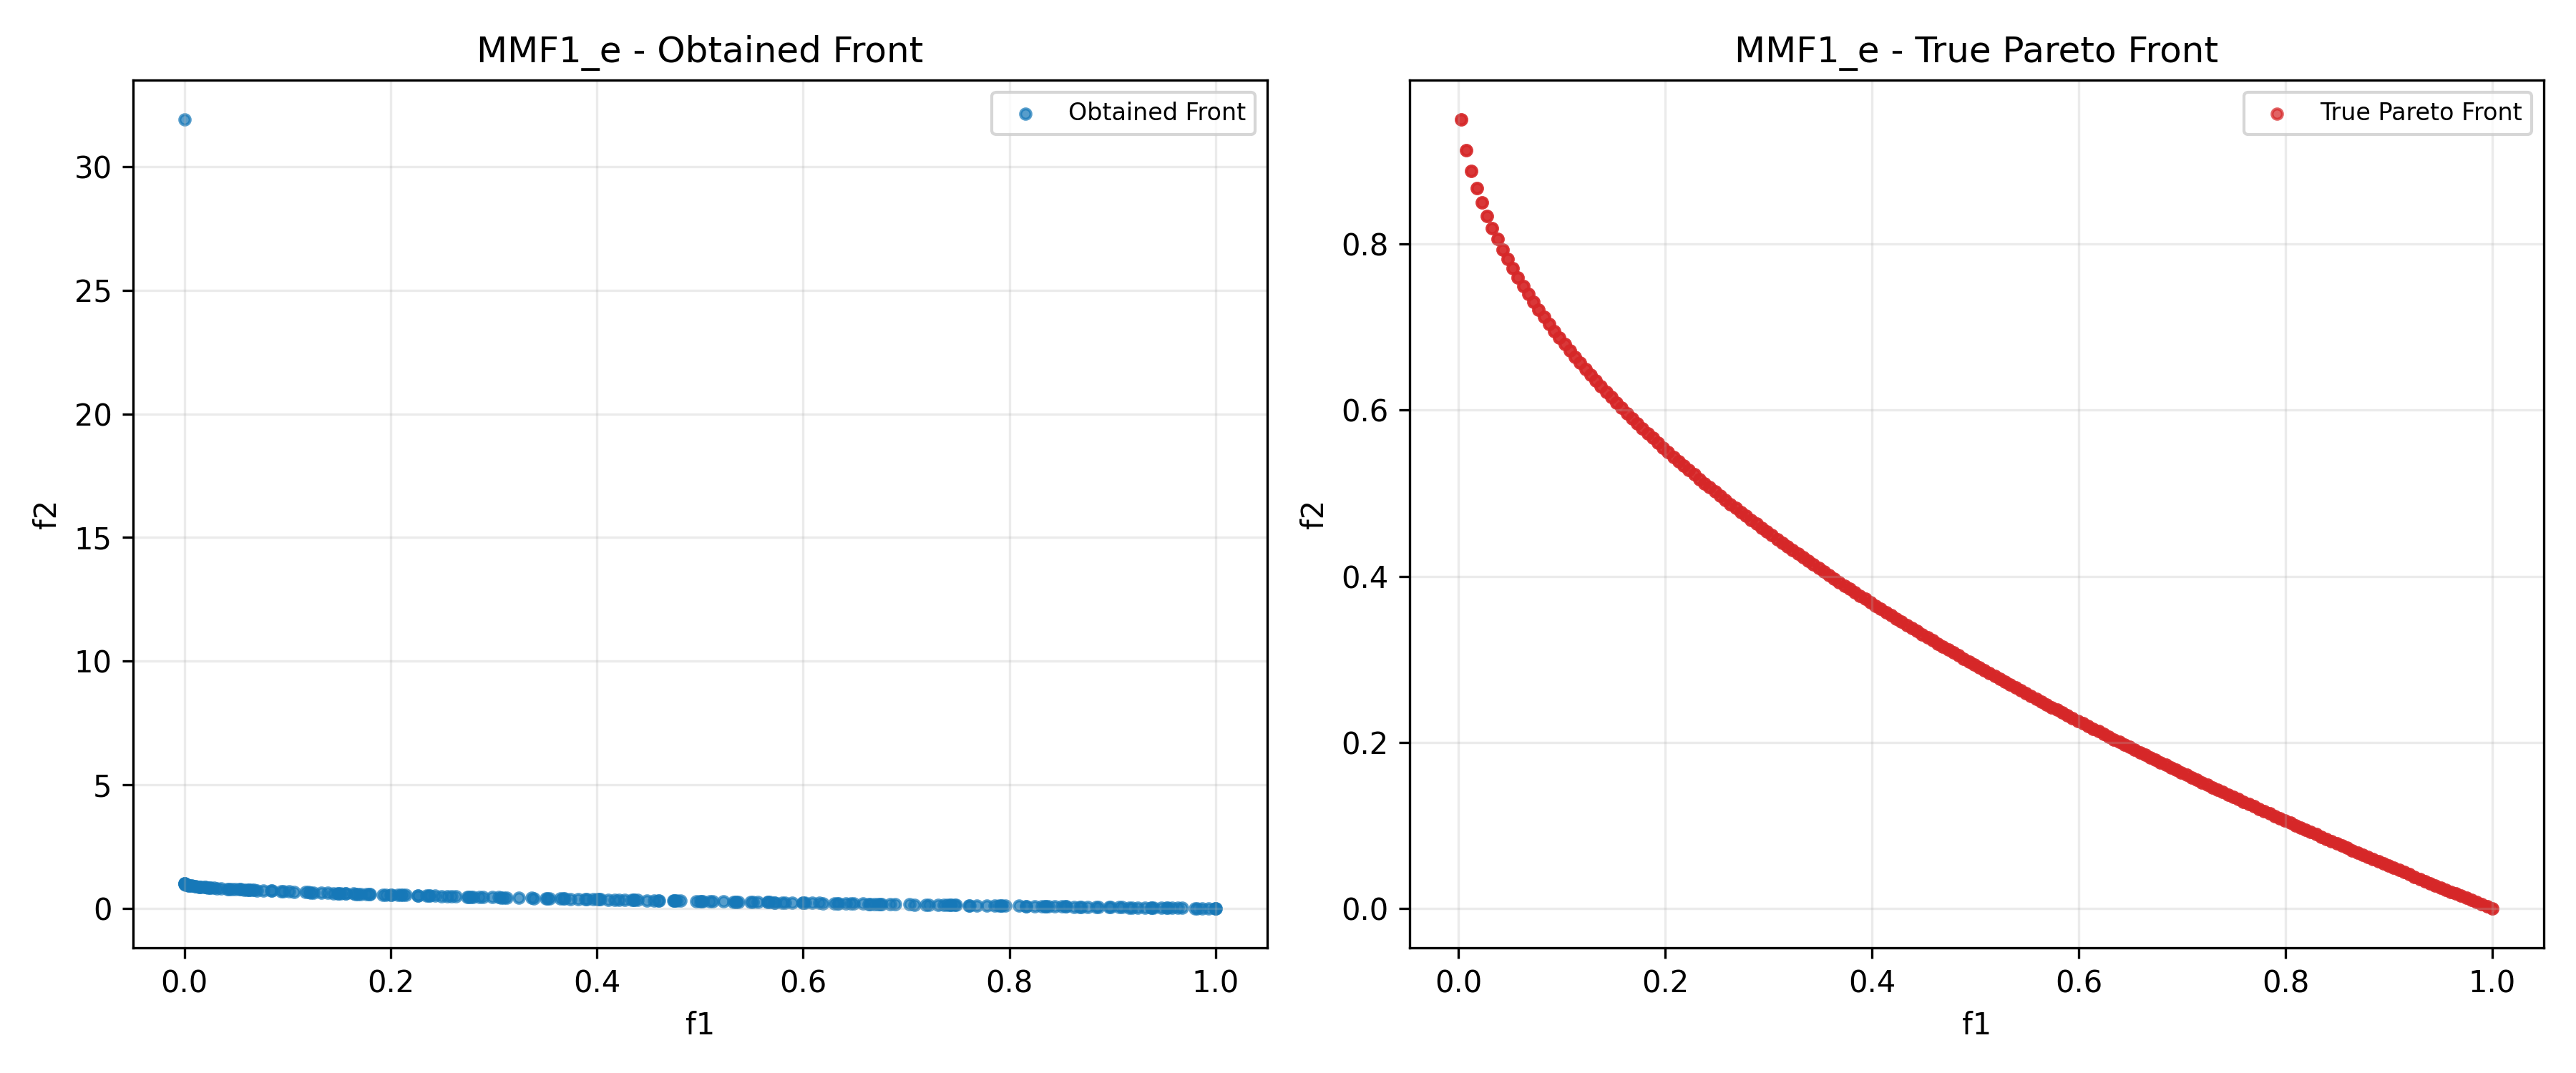 MMF1_e - Obtained Front
Obtained Front
30
25
20
15
10
5
0
f2
0.0 0.2 0.4 0.6 0.8 1.0
f1
MMF1_e - True Pareto Front
True Pareto Front
0.8
0.6
0.4
0.2
0.0
f2
0.0 0.2 0.4 0.6 0.8 1.0
f1